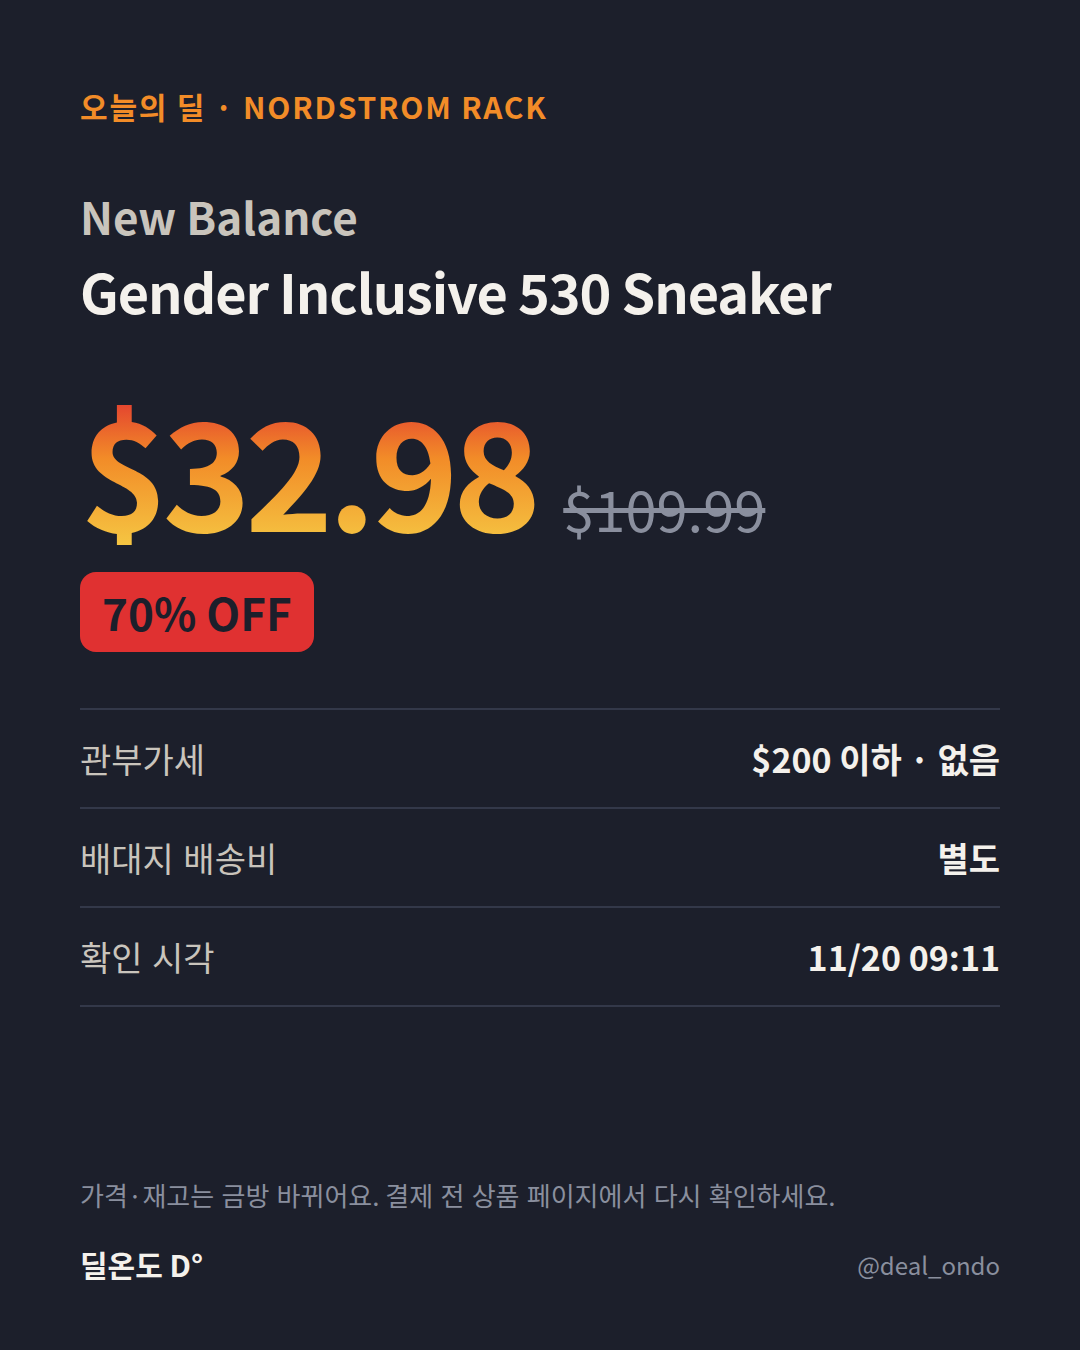 오늘의 딜 · NORDSTROM RACK
New Balance
Gender Inclusive 530 Sneaker
$32.98 $109.99
70% OFF
관부가세 $200 이하 · 없음
배대지 배송비 별도
확인 시각 11/20 09:11
가격·재고는 금방 바뀌어요. 결제 전 상품 페이지에서 다시 확인하세요.
딜온도 D° @deal_ondo